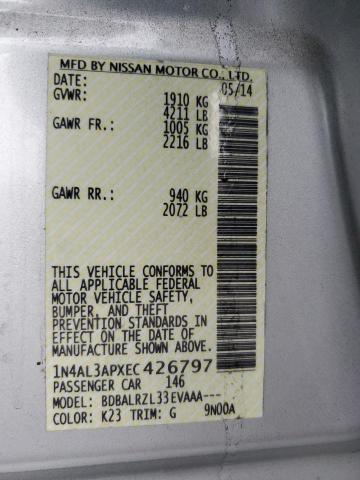 MFD BY NISSAN MOTOR CO., LTD.
DATE: 05/14
GVWR: 1910 KG
4211 LB
GAWR FR.: 1005 KG
2216 LB
GAWR RR.: 940 KG
2072 LB
THIS VEHICLE CONFORMS TO
ALL APPLICABLE FEDERAL
MOTOR VEHICLE SAFETY,
BUMPER, AND THEFT
PREVENTION STANDARDS IN
EFFECT ON THE DATE OF
MANUFACTURE SHOWN ABOVE.
1N4AL3APXEC426797
PASSENGER CAR 146
MODEL: BDBALRZL33EVAAA---
COLOR: K23 TRIM: G 9N00A